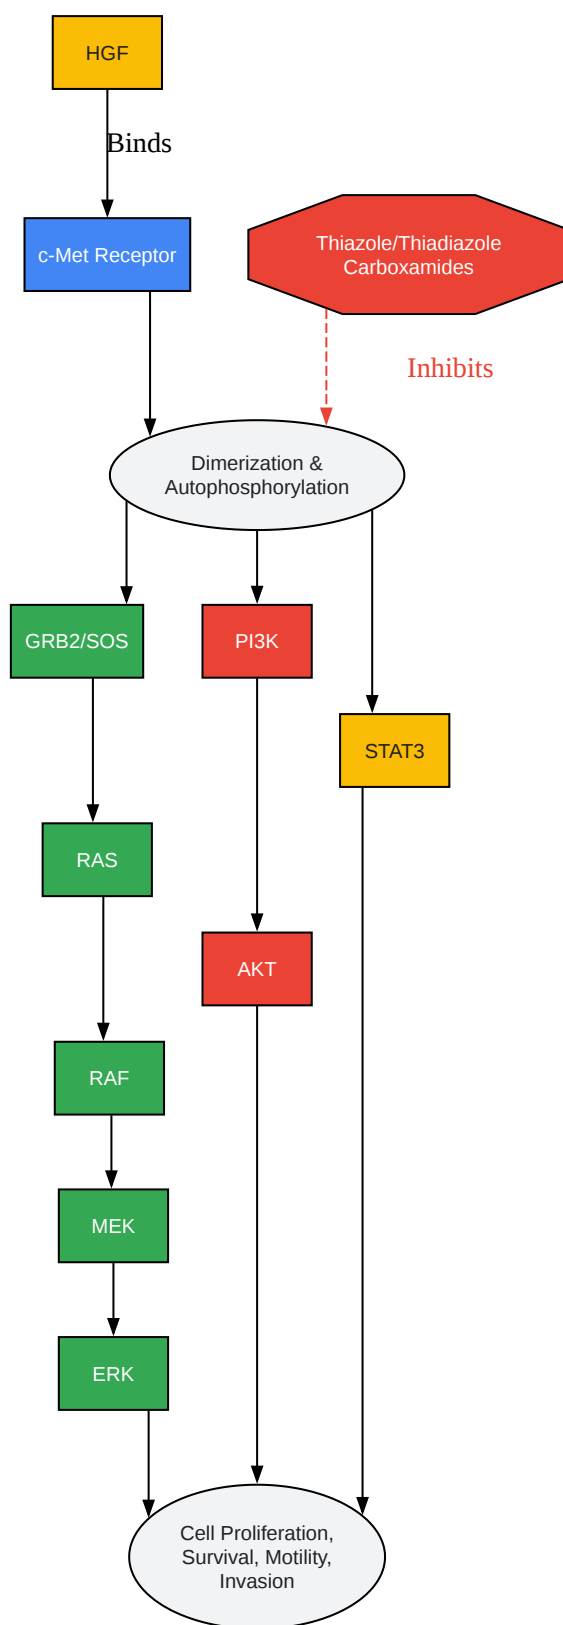 HGF
Binds
c-Met Receptor
Thiazole/Thiadiazole
Carboxamides
Inhibits
Dimerization &
Autophosphorylation
GRB2/SOS
PI3K
STAT3
RAS
AKT
RAF
MEK
ERK
Cell Proliferation,
Survival, Motility,
Invasion